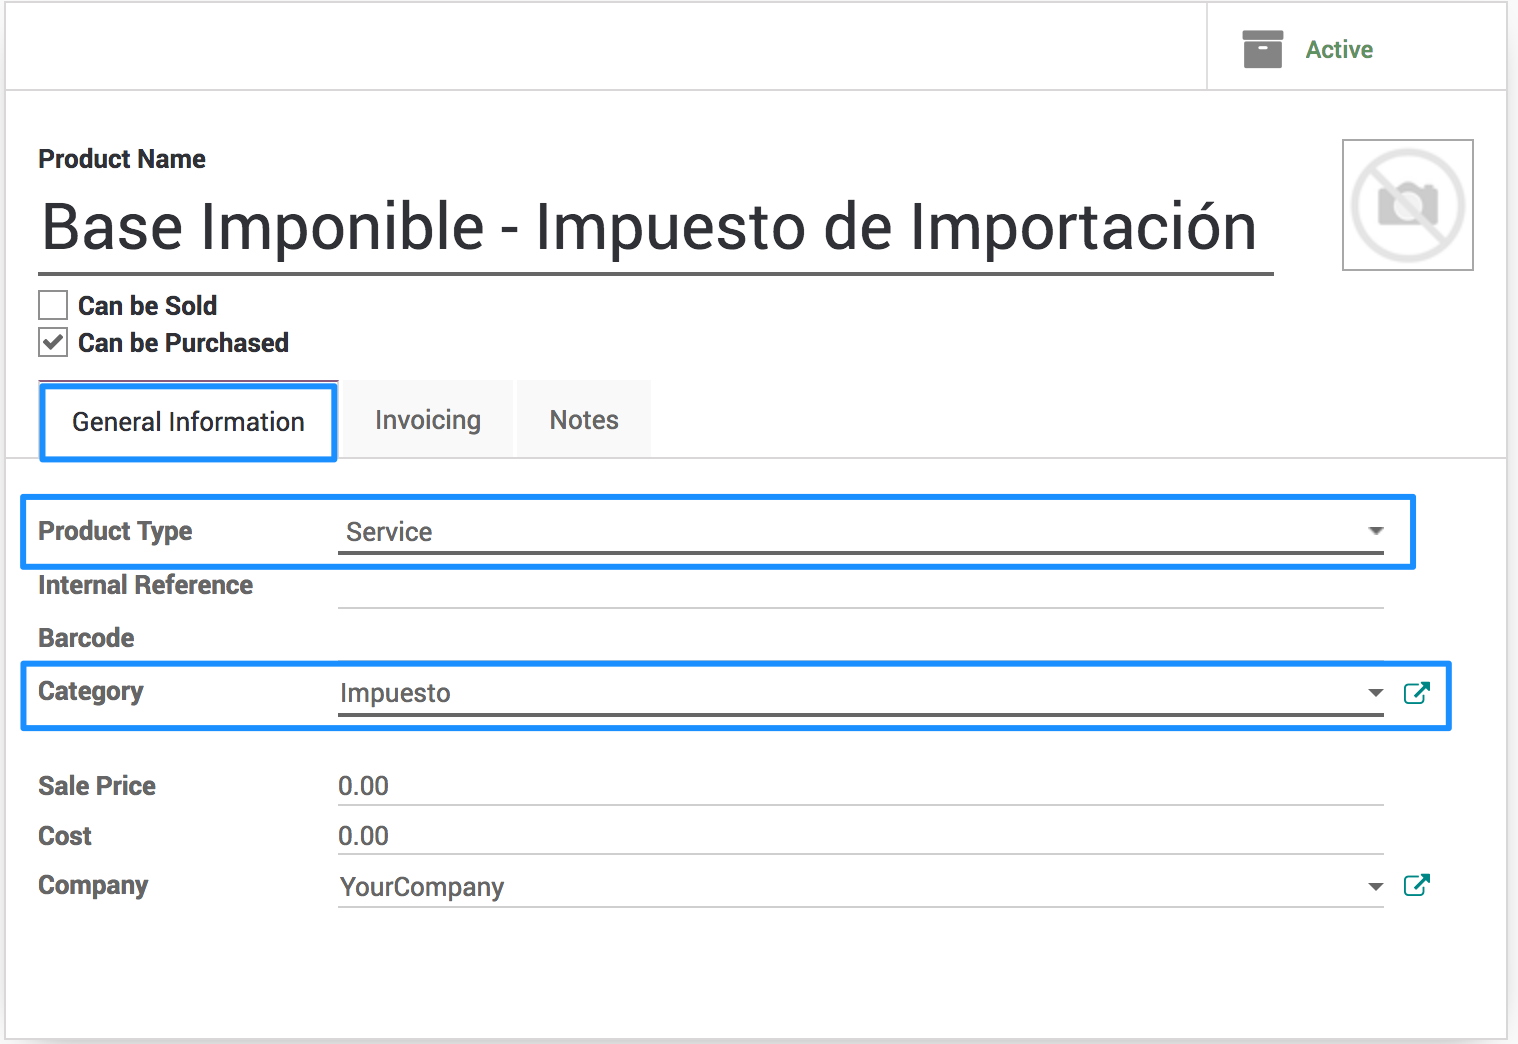 Active
Product Name
Base Imponible - Impuesto de Importación
Can be Sold
Can be Purchased
General Information Invoicing Notes
Product Type Service
Internal Reference
Barcode
Category Impuesto
Sale Price 0.00
Cost 0.00
Company YourCompany